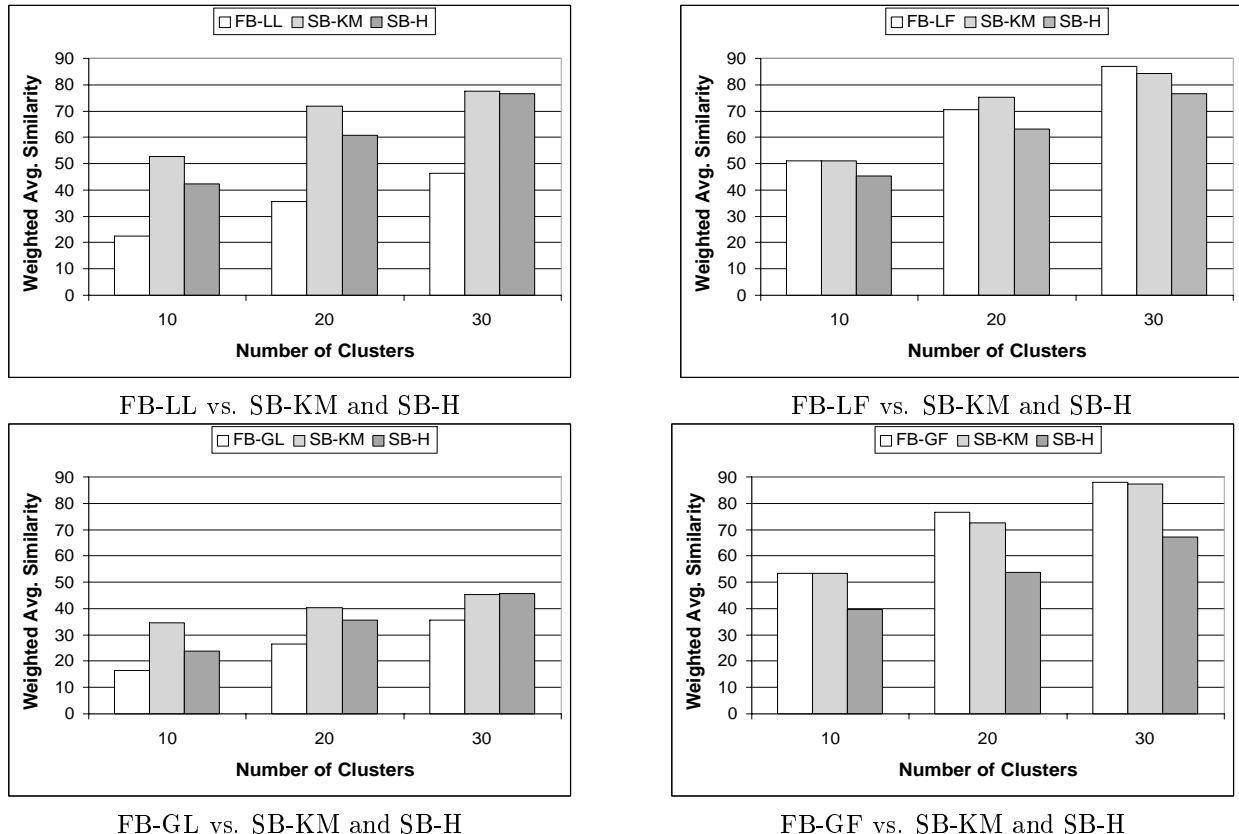 FB-LL SB-KM SB-H
90
80
70
60
50
40
30
20
10
0
Weighted Avg. Similarity
10 20 30
Number of Clusters
FB-LL vs. SB-KM and SB-H
FB-LF SB-KM SB-H
90
80
70
60
50
40
30
20
10
0
Weighted Avg. Similarity
10 20 30
Number of Clusters
FB-LF vs. SB-KM and SB-H
FB-GL SB-KM SB-H
90
80
70
60
50
40
30
20
10
0
Weighted Avg. Similarity
10 20 30
Number of Clusters
FB-GL vs. SB-KM and SB-H
FB-GF SB-KM SB-H
90
80
70
60
50
40
30
20
10
0
Weighted Avg. Similarity
10 20 30
Number of Clusters
FB-GF vs. SB-KM and SB-H